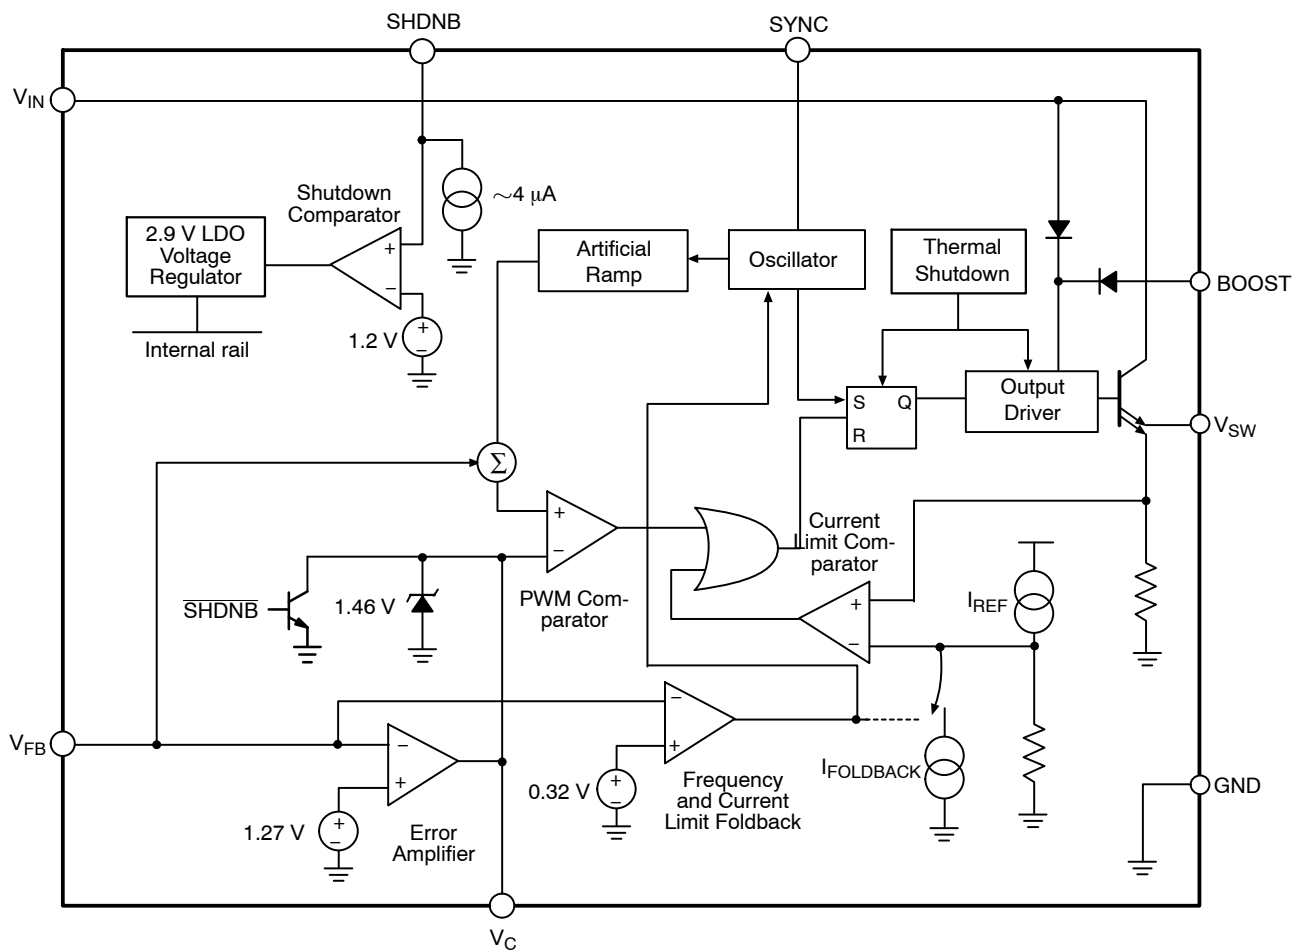 SHDNB
SYNC
V_IN
Shutdown
Comparator
∼4 μA
2.9 V LDO
Voltage
Regulator
+
−
1.2 V
+
−
Internal rail
Artificial
Ramp
Oscillator
Thermal
Shutdown
BOOST
S Q
R
Output
Driver
V_SW
Σ
+
−
PWM Com-
parator
Current
Limit Com-
parator
+
−
I_REF
SHDNB
1.46 V
V_FB
−
+
1.27 V
+
−
Error
Amplifier
−
+
0.32 V
+
−
Frequency
and Current
Limit Foldback
I_FOLDBACK
GND
V_C